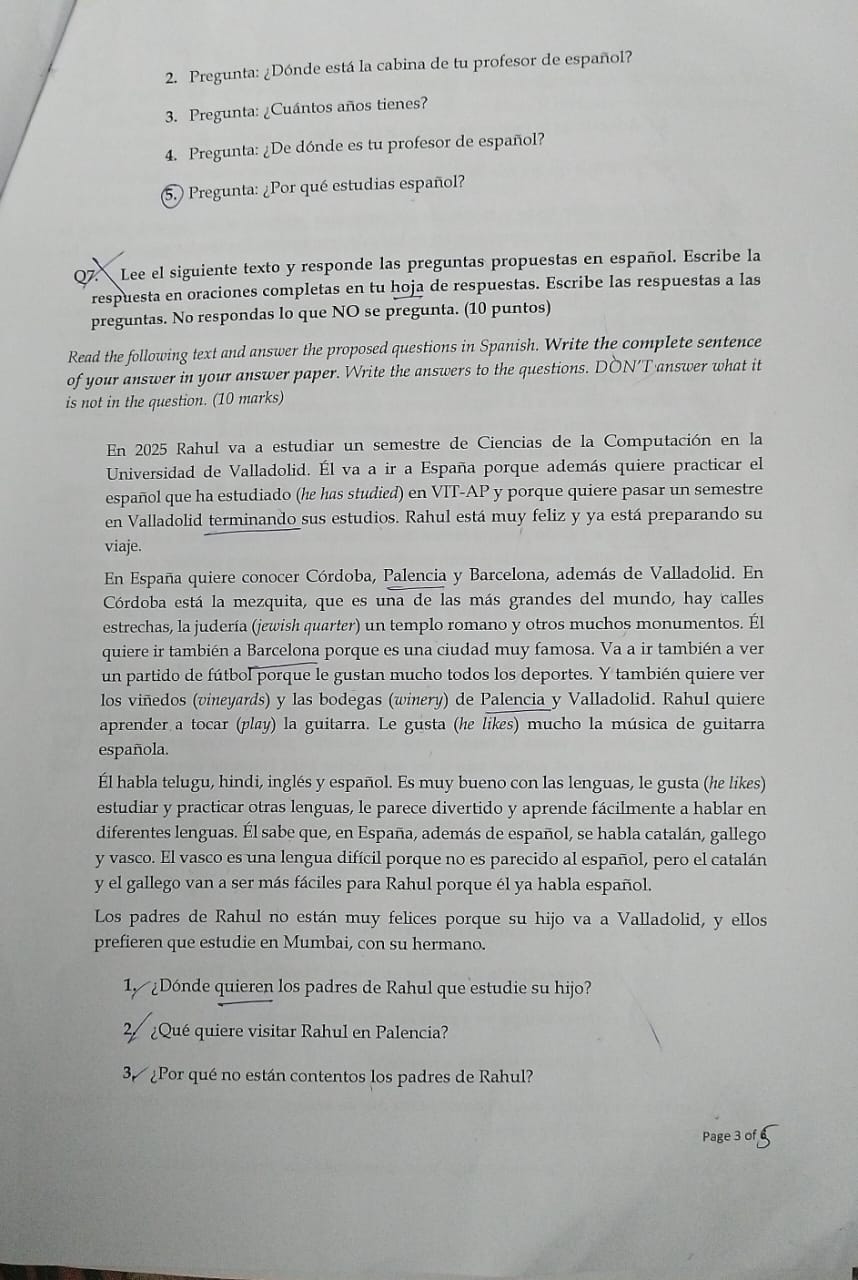 2. Pregunta: ¿Dónde está la cabina de tu profesor de español?
3. Pregunta: ¿Cuántos años tienes?
4. Pregunta: ¿De dónde es tu profesor de español?
5. Pregunta: ¿Por qué estudias español?
Q7. Lee el siguiente texto y responde las preguntas propuestas en español. Escribe la
respuesta en oraciones completas en tu hoja de respuestas. Escribe las respuestas a las
preguntas. No respondas lo que NO se pregunta. (10 puntos)
Read the following text and answer the proposed questions in Spanish. Write the complete sentence
of your answer in your answer paper. Write the answers to the questions. DON'T answer what it
is not in the question. (10 marks)
En 2025 Rahul va a estudiar un semestre de Ciencias de la Computación en la
Universidad de Valladolid. Él va a ir a España porque además quiere practicar el
español que ha estudiado (he has studied) en VIT-AP y porque quiere pasar un semestre
en Valladolid terminando sus estudios. Rahul está muy feliz y ya está preparando su
viaje.
En España quiere conocer Córdoba, Palencia y Barcelona, además de Valladolid. En
Córdoba está la mezquita, que es una de las más grandes del mundo, hay calles
estrechas, la judería (jewish quarter) un templo romano y otros muchos monumentos. Él
quiere ir también a Barcelona porque es una ciudad muy famosa. Va a ir también a ver
un partido de fútbol porque le gustan mucho todos los deportes. Y también quiere ver
los viñedos (vineyards) y las bodegas (winery) de Palencia y Valladolid. Rahul quiere
aprender a tocar (play) la guitarra. Le gusta (he likes) mucho la música de guitarra
española.
Él habla telugu, hindi, inglés y español. Es muy bueno con las lenguas, le gusta (he likes)
estudiar y practicar otras lenguas, le parece divertido y aprende fácilmente a hablar en
diferentes lenguas. Él sabe que, en España, además de español, se habla catalán, gallego
y vasco. El vasco es una lengua difícil porque no es parecido al español, pero el catalán
y el gallego van a ser más fáciles para Rahul porque él ya habla español.
Los padres de Rahul no están muy felices porque su hijo va a Valladolid, y ellos
prefieren que estudie en Mumbai, con su hermano.
1. ¿Dónde quieren los padres de Rahul que estudie su hijo?
2. ¿Qué quiere visitar Rahul en Palencia?
3. ¿Por qué no están contentos los padres de Rahul?
Page 3 of 5